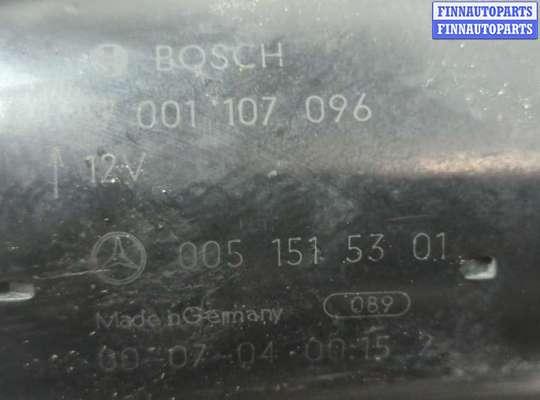 FINNAUTOPARTS
FINNAUTOPARTS
BOSCH
001 107 096
12V
005 151 53 01
Made in Germany
089
00-07-04 00:15